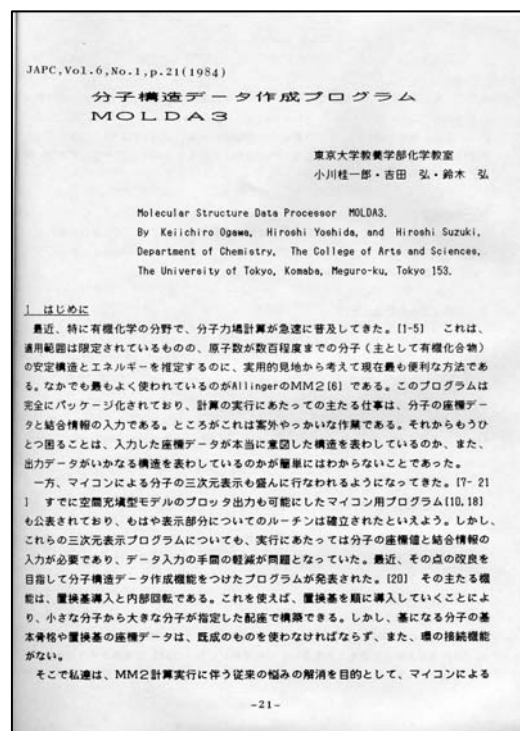 JAPC,Vol.6,No.1,p.21(1984)
分子構造データ作成プログラム
MOLDA3
東京大学教養学部化学教室
小川桂一郎・吉田 弘・鈴木 弘
Molecular Structure Data Processor MOLDA3.
By Keiichiro Ogawa, Hiroshi Yoshida, and Hiroshi Suzuki,
Department of Chemistry, The College of Arts and Sciences,
The University of Tokyo, Komaba, Meguro-ku, Tokyo 153.
1 はじめに
最近、特に有機化学の分野で、分子力場計算が急速に普及してきた。[1-5] これは、
適用範囲は限定されているものの、原子数が数百程度までの分子(主として有機化合物)
の安定構造とエネルギーを推定するのに、実用的見地から考えて現在最も便利な方法であ
る。なかでも最もよく使われているのがAllingerのMM2[6] である。このプログラムは
完全にパッケージ化されており、計算の実行にあたっての主たる仕事は、分子の座標デー
タと結合情報の入力である。ところがこれは案外やっかいな作業である。それからもうひ
とつ困ることは、入力した座標データが本当に意図した構造を表わしているのか、また、
出力データがいかなる構造を表わしているのかが簡単にはわからないことであった。
一方、マイコンによる分子の三次元表示も盛んに行なわれるようになってきた。[7-21
] すでに空間充填型モデルのプロッタ出力も可能にしたマイコン用プログラム[10,18]
も公表されており、もはや表示部分についてのルーチンは確立されたといえよう。しかし、
これらの三次元表示プログラムについても、実行にあたっては分子の座標値と結合情報の
入力が必要であり、データ入力の手間の軽減が問題となっていた。最近、その点の改良を
目指して分子構造データ作成機能をつけたプログラムが発表された。[20] その主たる機
能は、置換基導入と内部回転である。これを使えば、置換基を順に導入していくことによ
り、小さな分子から大きな分子が指定した配座で構築できる。しかし、基になる分子の基
本骨格や置換基の座標データは、既成のものを使わなければならず、また、環の接続機能
がない。
そこで私達は、MM2計算実行に伴う従来の悩みの解消を目的として、マイコンによる
-21-